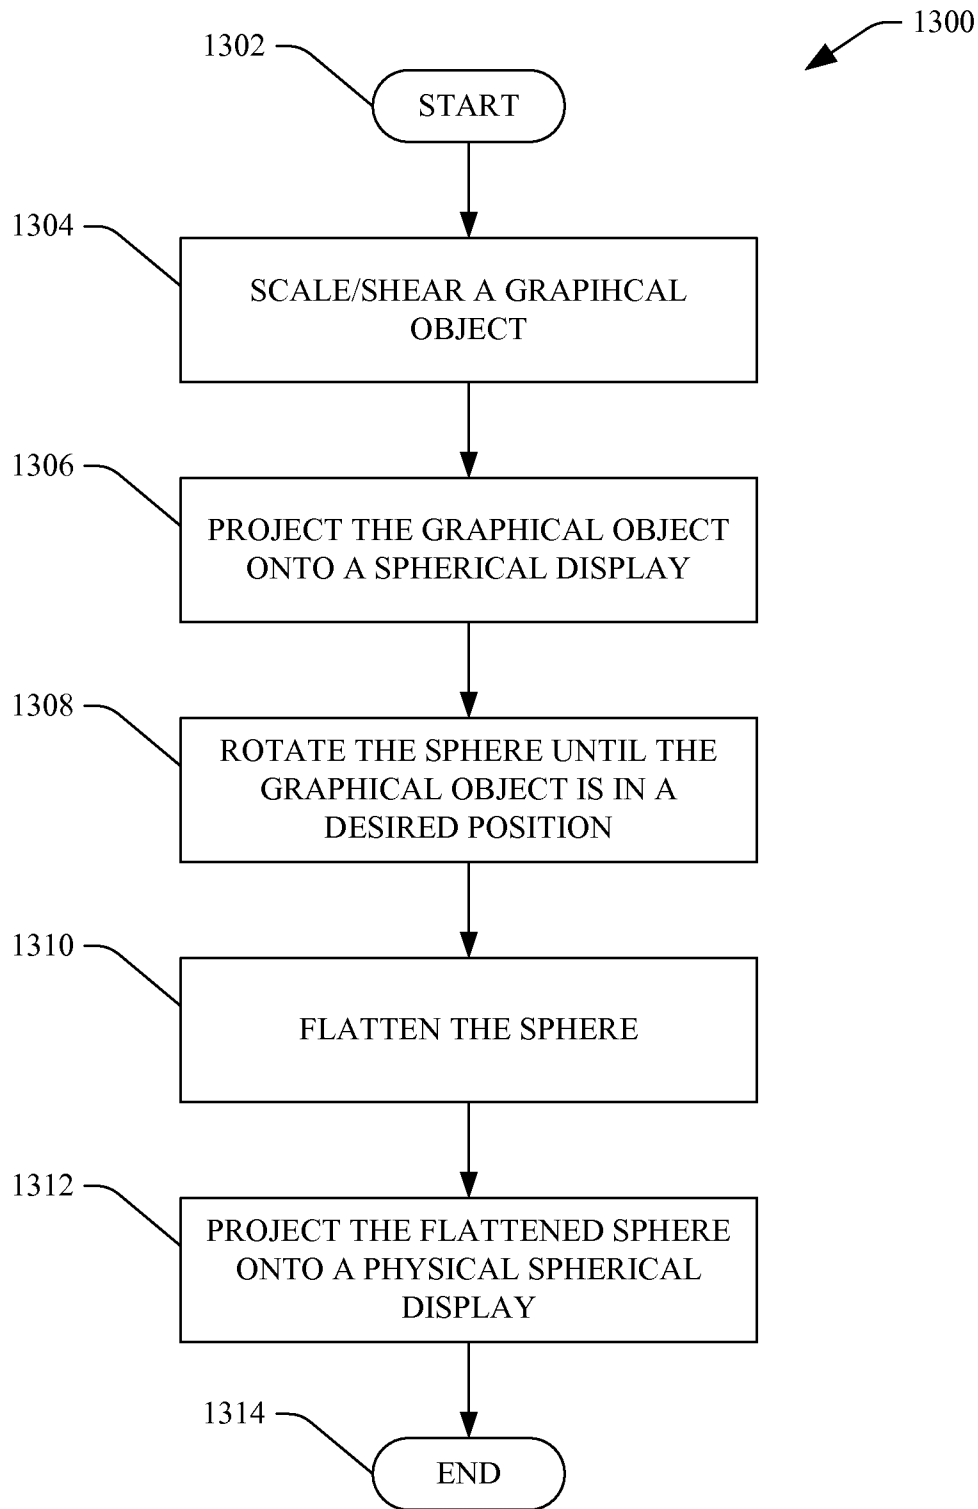 1300
1302
START
1304
SCALE/SHEAR A GRAPIHCAL
OBJECT
1306
PROJECT THE GRAPHICAL OBJECT
ONTO A SPHERICAL DISPLAY
1308
ROTATE THE SPHERE UNTIL THE
GRAPHICAL OBJECT IS IN A
DESIRED POSITION
1310
FLATTEN THE SPHERE
1312
PROJECT THE FLATTENED SPHERE
ONTO A PHYSICAL SPHERICAL
DISPLAY
1314
END